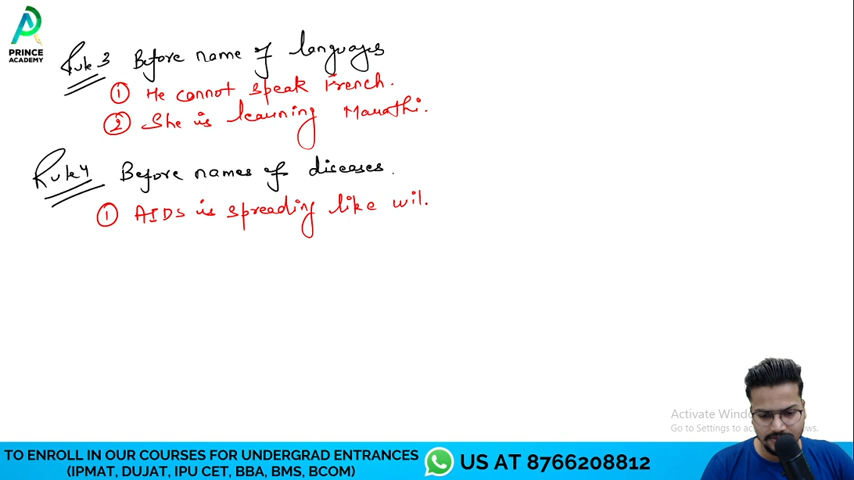 PRINCE
ACADEMY
Rule 3 Before name of languages
① He cannot speak French.
② She is learning Marathi.
Rule 4 Before names of diseases.
① AIDS is spreading like wil.
Activate Windo
Go to Settings to ac
ows.
TO ENROLL IN OUR COURSES FOR UNDERGRAD ENTRANCES
(IPMAT, DUJAT, IPU CET, BBA, BMS, BCOM)
US AT 8766208812